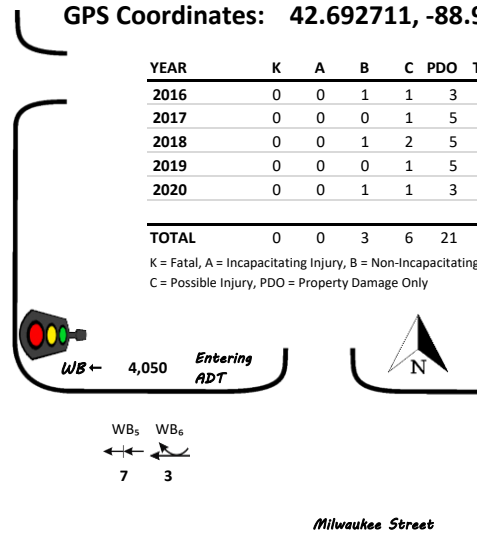 GPS Coordinates: 42.692711, -88.9
YEAR K A B C PDO T
2016 0 0 1 1 3
2017 0 0 0 1 5
2018 0 0 1 2 5
2019 0 0 0 1 5
2020 0 0 1 1 3
TOTAL 0 0 3 6 21
K = Fatal, A = Incapacitating Injury, B = Non-Incapacitating
C = Possible Injury, PDO = Property Damage Only
N
WB ← 4,050 Entering
ADT
WB₅ WB₆
7 3
Milwaukee Street